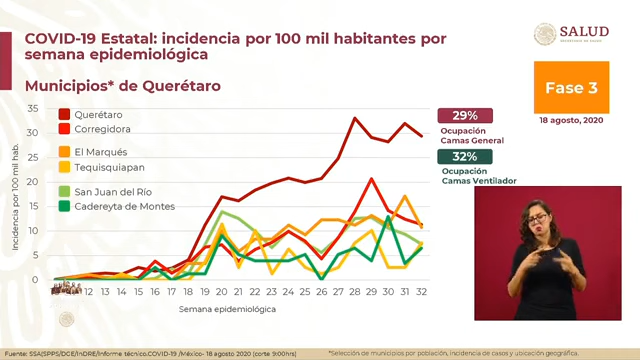 COVID-19 Estatal: incidencia por 100 mil habitantes por
semana epidemiológica
SALUD
SECRETARÍA DE SALUD
Municipios* de Querétaro
Fase 3
18 agosto, 2020
Incidencia por 100 mil hab.
35
30
25
20
15
10
5
0
Querétaro
Corregidora
El Marqués
Tequisquiapan
San Juan del Río
Cadereyta de Montes
29%
Ocupación
Camas General
32%
Ocupación
Camas Ventilador
12 13 14 15 16 17 18 19 20 21 22 23 24 25 26 27 28 29 30 31 32
Semana epidemiológica
Fuente: SSA(SPPS/DGE/InDRE/Informe técnico.COVID-19 /México- 18 agosto 2020 (corte 9:00hrs)
*Selección de municipios por población, incidencia de casos y ubicación geográfica.